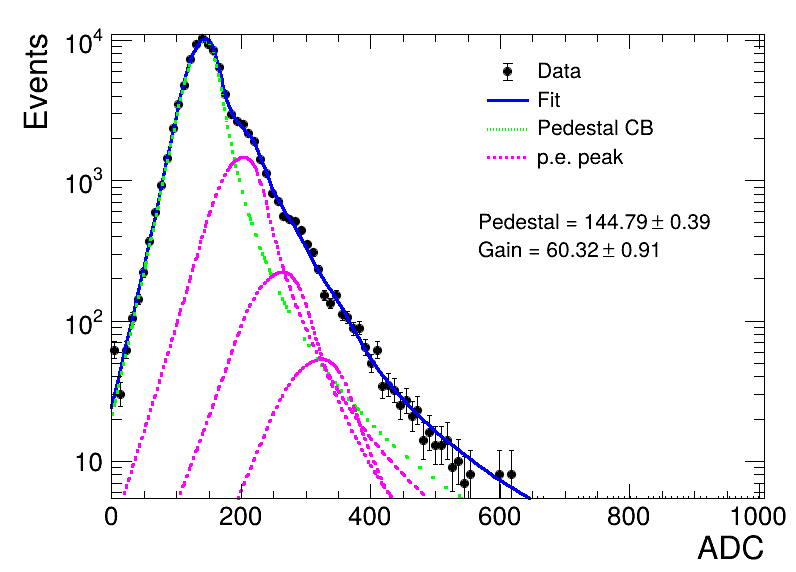 Events
10⁴
10³
10²
10
0
200
400
600
800
1000
ADC
Data
Fit
Pedestal CB
p.e. peak
Pedestal = 144.79 ± 0.39
Gain = 60.32 ± 0.91